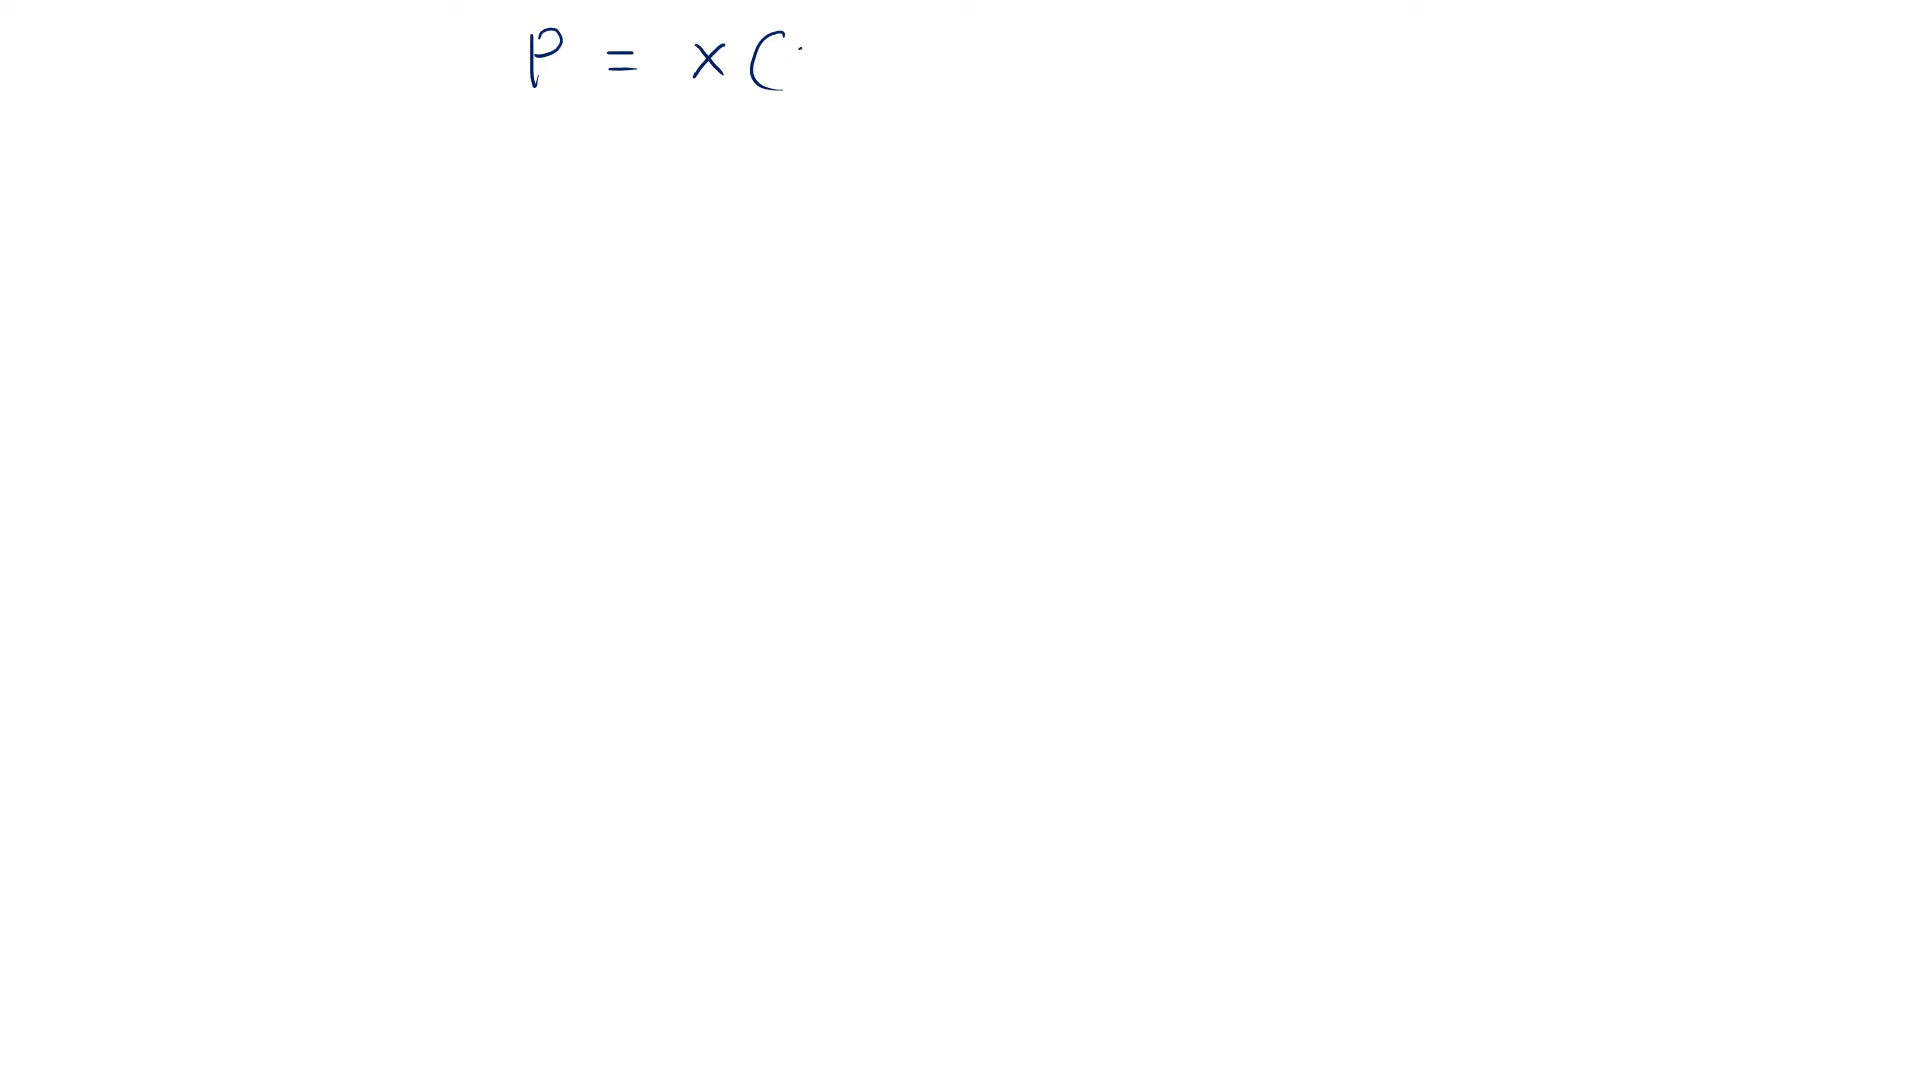 P = x(